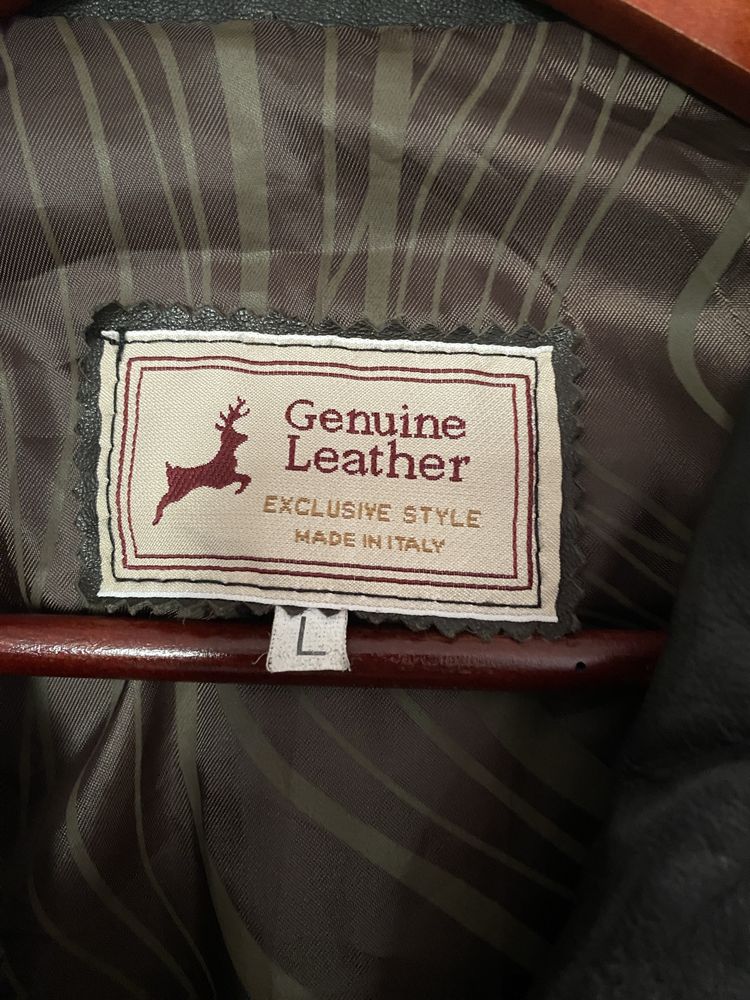 Genuine
Leather
EXCLUSIVE STYLE
MADE IN ITALY
L